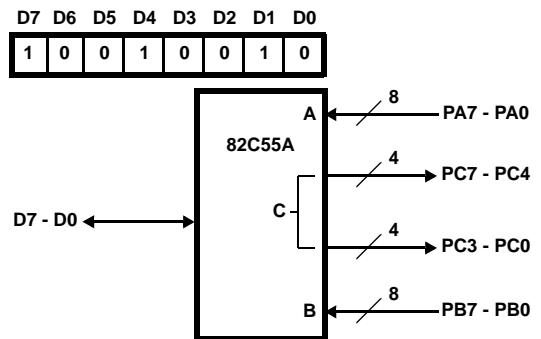 D7 D6 D5 D4 D3 D2 D1 D0
1 0 0 1 0 0 1 0
8
A PA7 - PA0
82C55A
4
PC7 - PC4
C
D7 - D0
4
PC3 - PC0
8
B PB7 - PB0